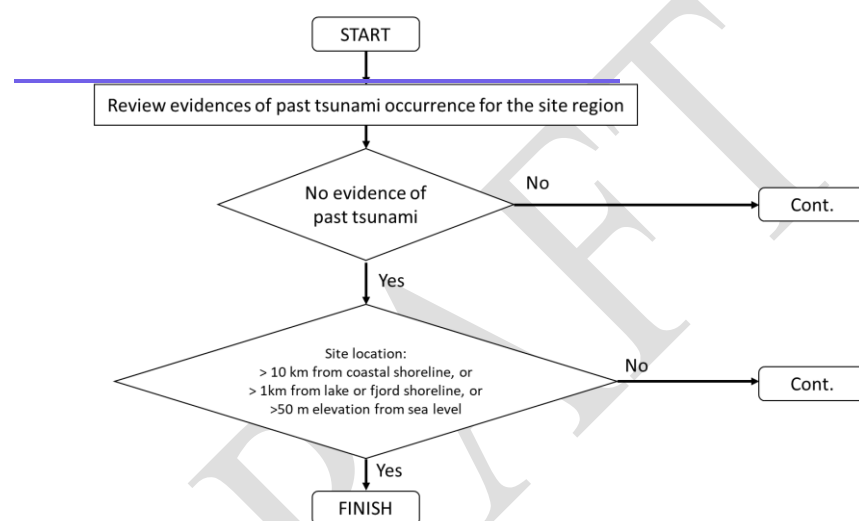 START
Review evidences of past tsunami occurrence for the site region
No evidence of
past tsunami
No
Cont.
Yes
Site location:
> 10 km from coastal shoreline, or
> 1km from lake or fjord shoreline, or
>50 m elevation from sea level
No
Cont.
Yes
FINISH
DRAFT